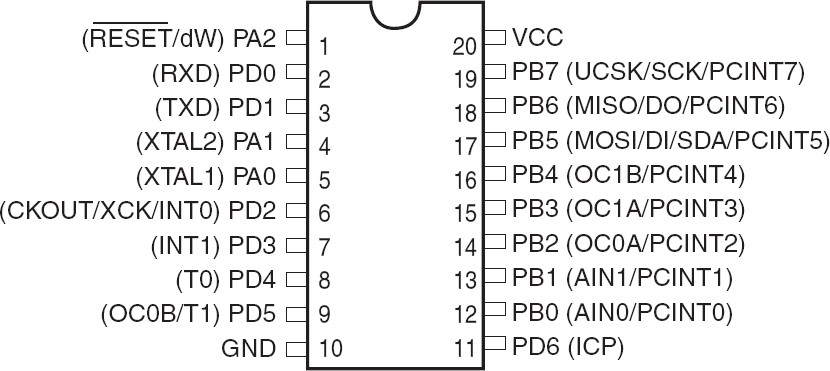 (RESET/dW) PA2 1 20 VCC
(RXD) PD0 2 19 PB7 (UCSK/SCK/PCINT7)
(TXD) PD1 3 18 PB6 (MISO/DO/PCINT6)
(XTAL2) PA1 4 17 PB5 (MOSI/DI/SDA/PCINT5)
(XTAL1) PA0 5 16 PB4 (OC1B/PCINT4)
(CKOUT/XCK/INT0) PD2 6 15 PB3 (OC1A/PCINT3)
(INT1) PD3 7 14 PB2 (OC0A/PCINT2)
(T0) PD4 8 13 PB1 (AIN1/PCINT1)
(OC0B/T1) PD5 9 12 PB0 (AIN0/PCINT0)
GND 10 11 PD6 (ICP)